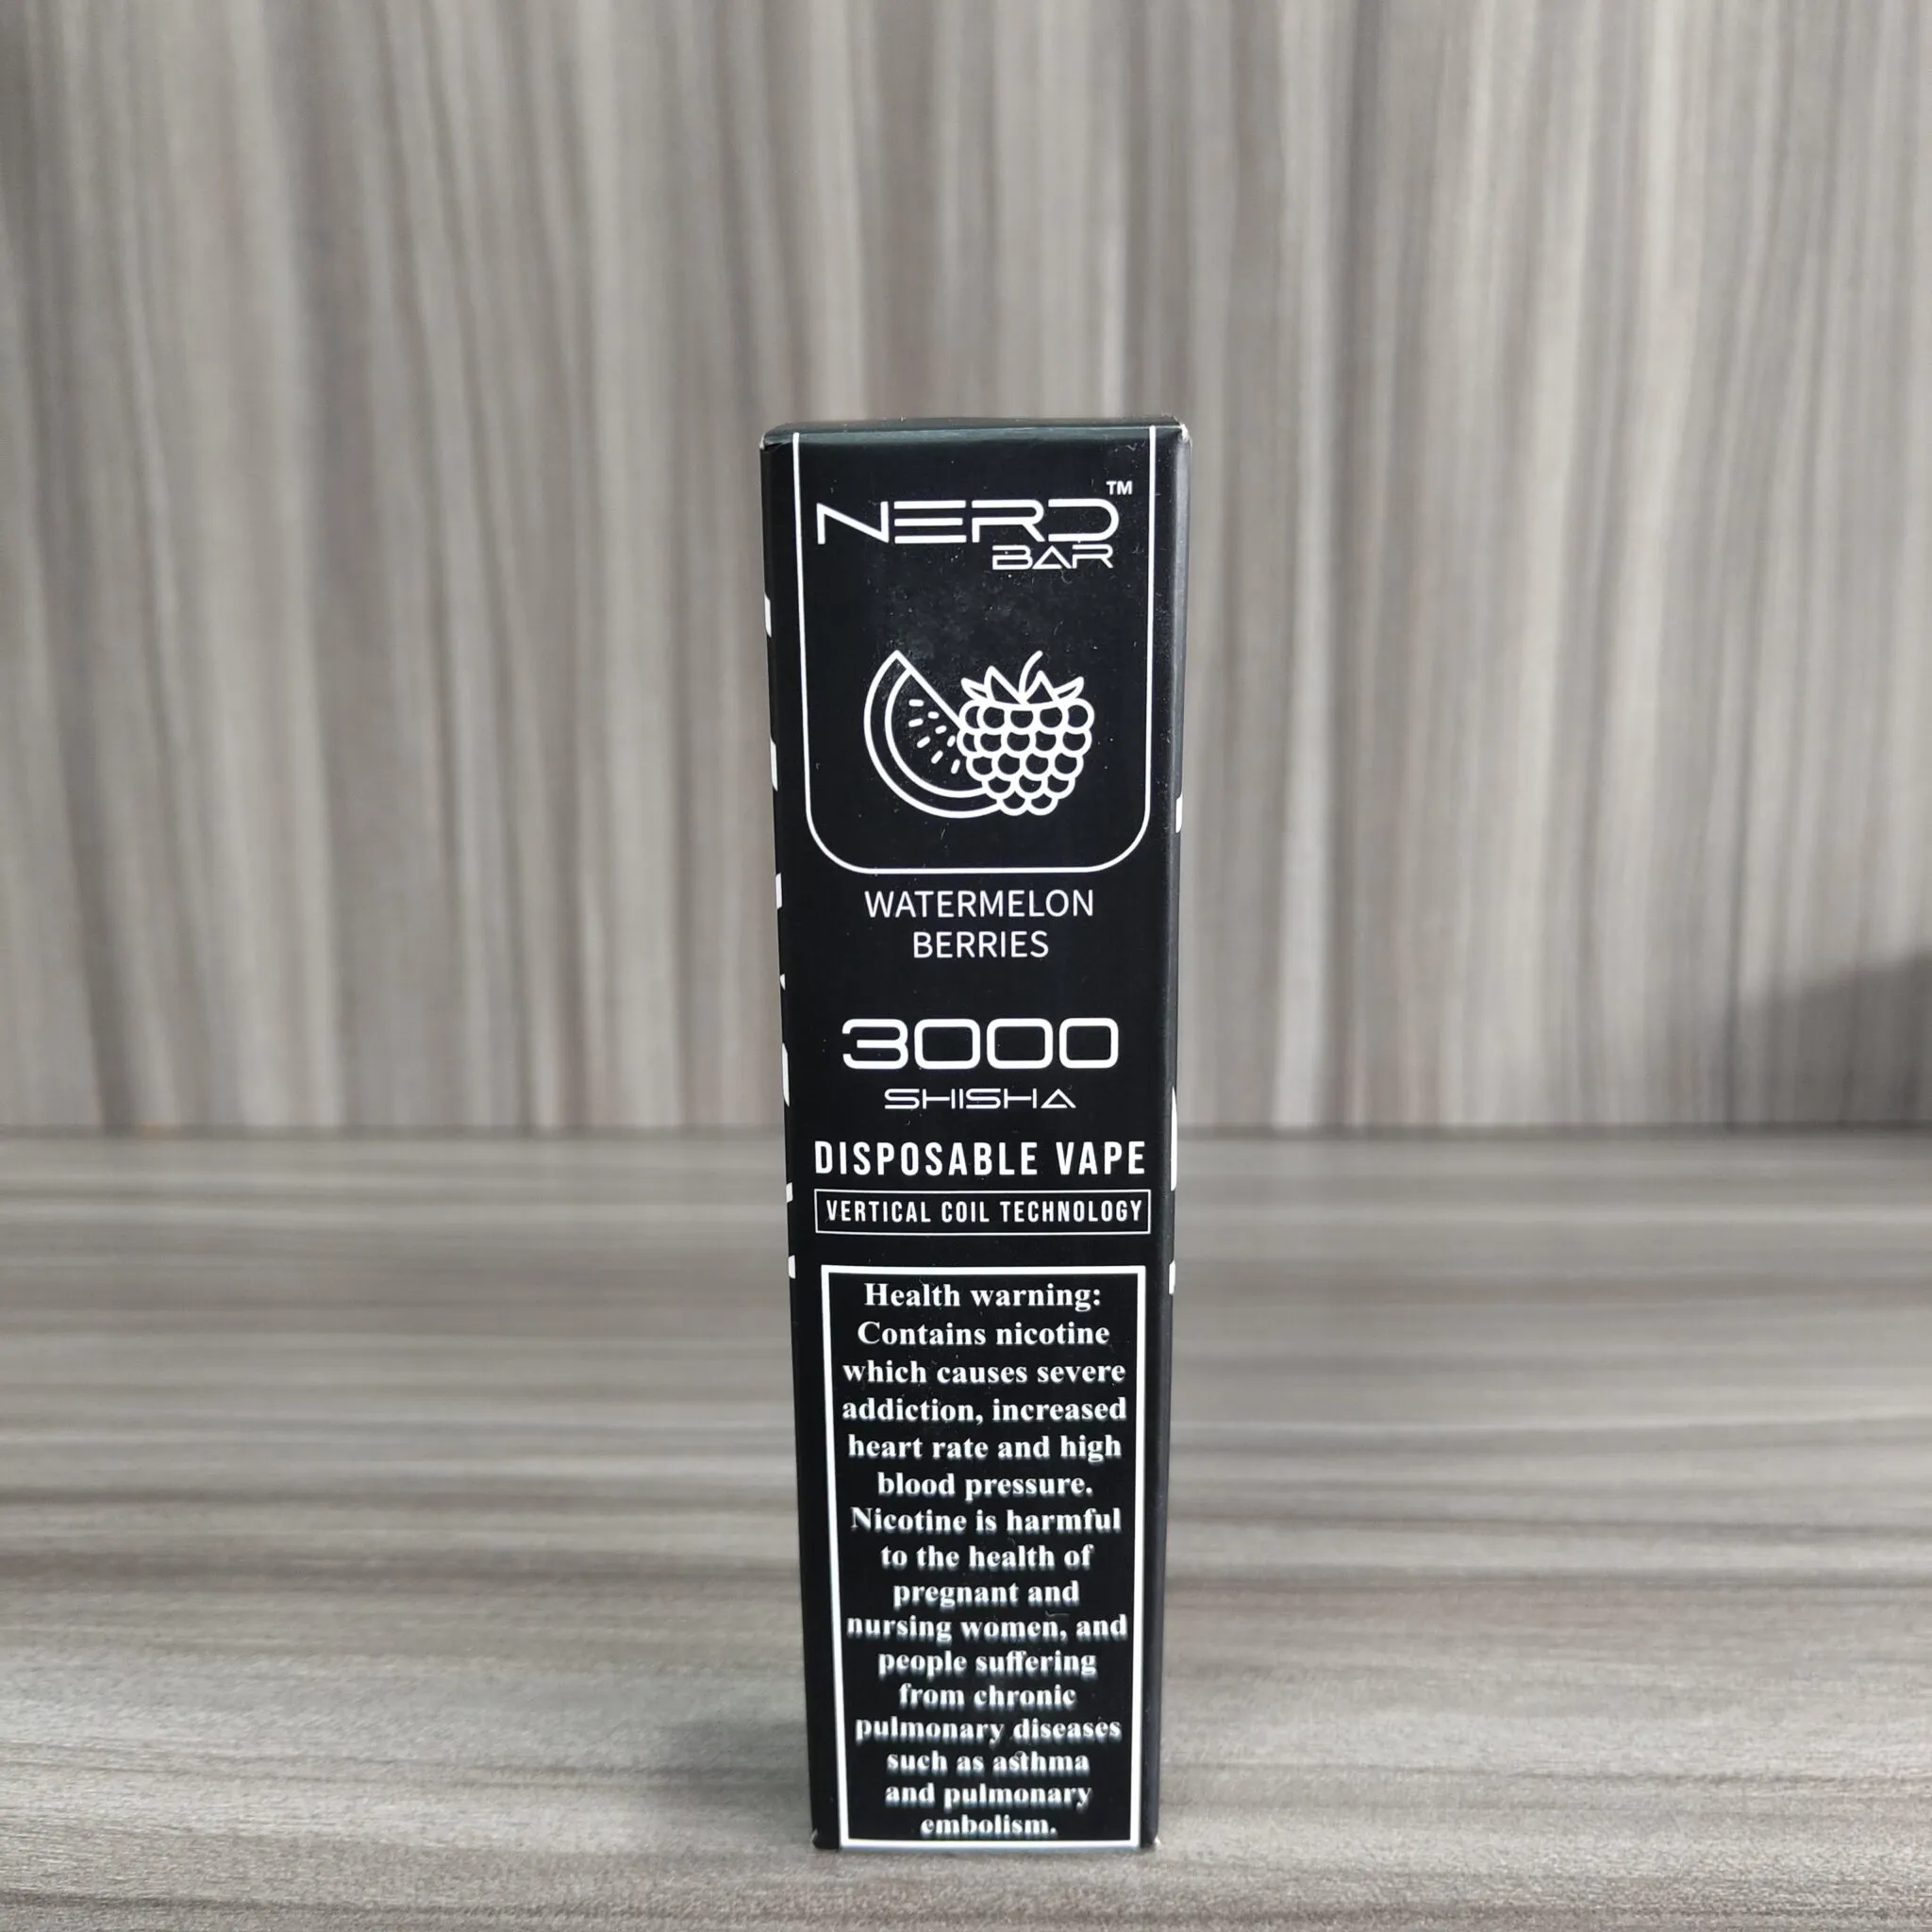 NERD™
BAR
WATERMELON
BERRIES
3000
SHISHA
DISPOSABLE VAPE
VERTICAL COIL TECHNOLOGY
Health warning:
Contains nicotine
which causes severe
addiction, increased
heart rate and high
blood pressure.
Nicotine is harmful
to the health of
pregnant and
nursing women, and
people suffering
from chronic
pulmonary diseases
such as asthma
and pulmonary
embolism.